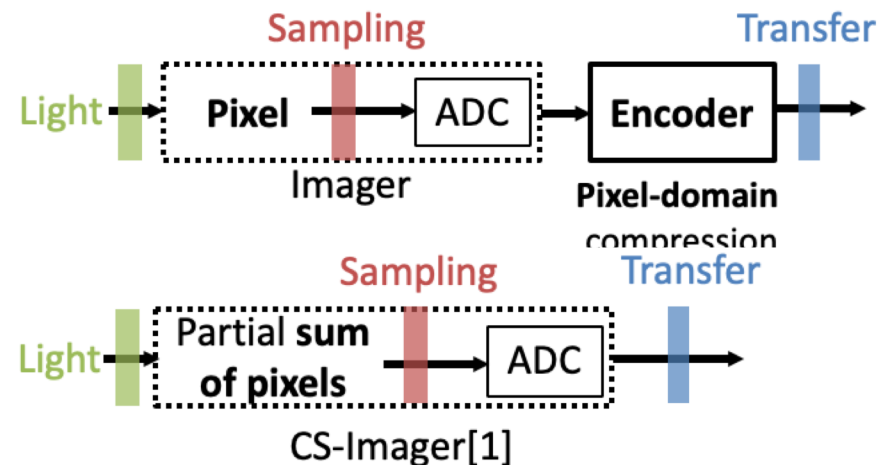 Sampling Transfer
Light Pixel ADC Encoder
Imager
Pixel-domain
compression
Sampling Transfer
Light Partial sum
of pixels ADC
CS-Imager[1]